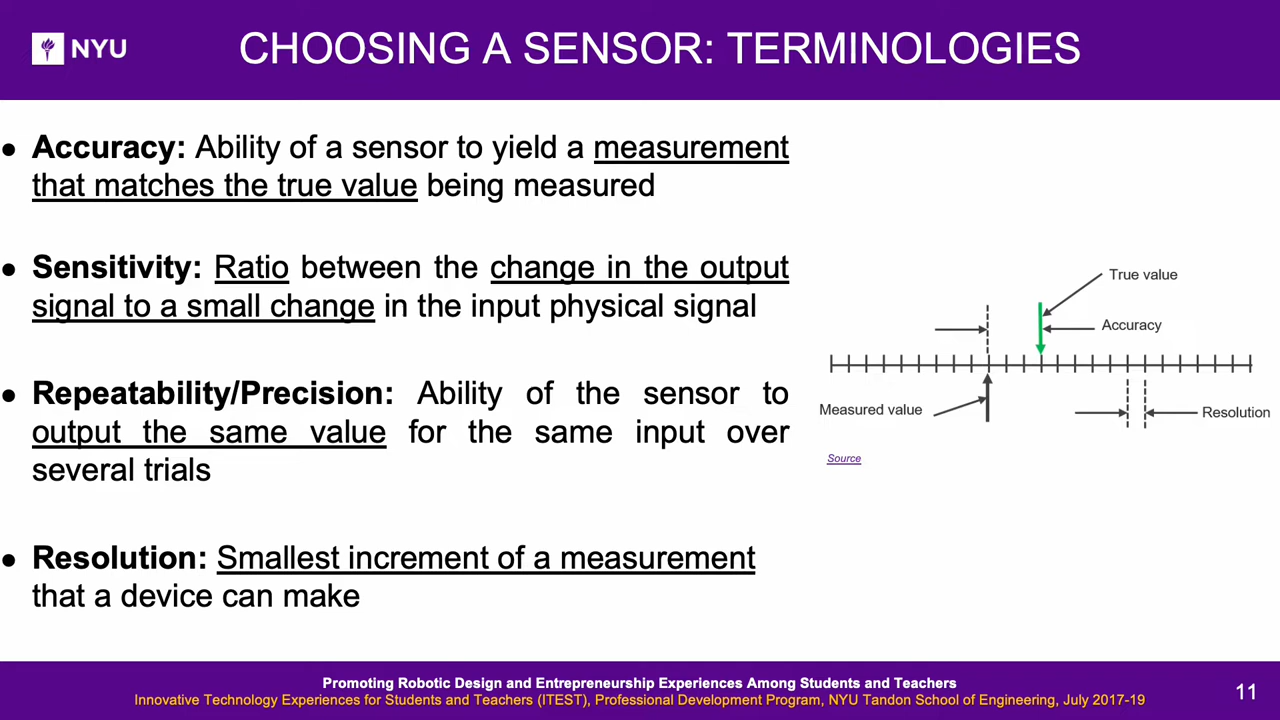 NYU
CHOOSING A SENSOR: TERMINOLOGIES
● Accuracy: Ability of a sensor to yield a measurement
that matches the true value being measured
● Sensitivity: Ratio between the change in the output
signal to a small change in the input physical signal
● Repeatability/Precision: Ability of the sensor to
output the same value for the same input over
several trials
● Resolution: Smallest increment of a measurement
that a device can make
True value
Accuracy
Measured value
Resolution
Source
Promoting Robotic Design and Entrepreneurship Experiences Among Students and Teachers
Innovative Technology Experiences for Students and Teachers (ITEST), Professional Development Program, NYU Tandon School of Engineering, July 2017-19
11